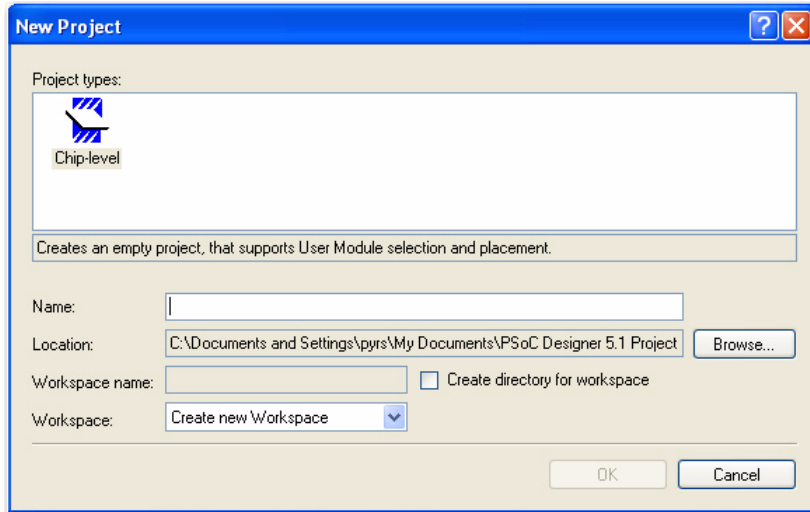 New Project
Project types:
Chip-level
Creates an empty project, that supports User Module selection and placement.
Name:
Location:
C:\Documents and Settings\pyrs\My Documents\PSoC Designer 5.1 Project
Browse...
Workspace name:
Create directory for workspace
Workspace:
Create new Workspace
OK
Cancel